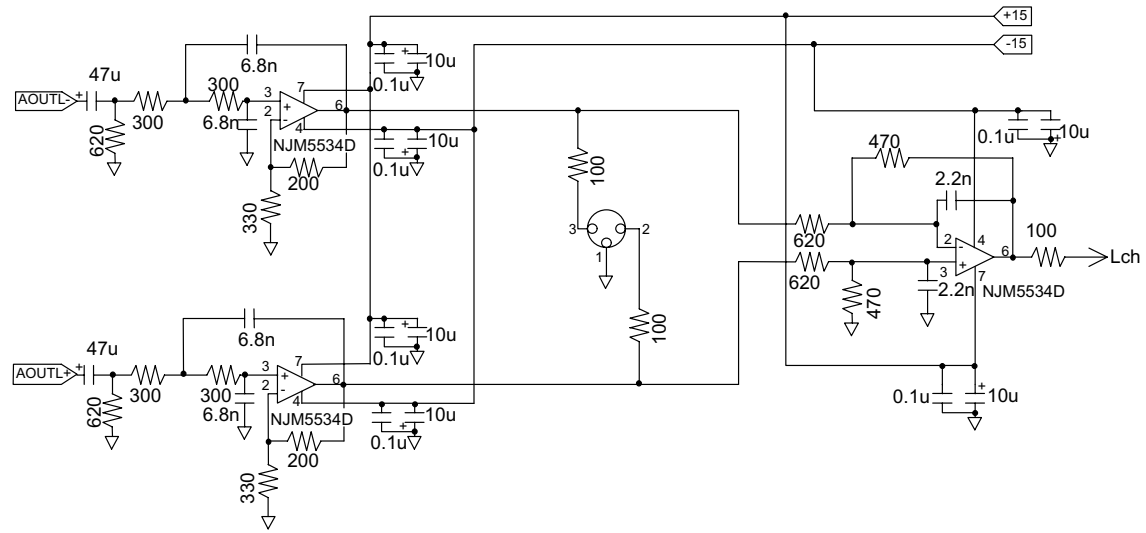 +15
-15
6.8n
10u
0.1u
47u
AOUTL-
+
300
300
6.8n
620
3
2
+
-
7
4
6
NJM5534D
10u
0.1u
200
330
100
3
2
1
100
470
2.2n
620
620
470
2.2n
2
3
-
+
4
7
6
NJM5534D
0.1u
10u
100
Lch
0.1u
10u
6.8n
10u
0.1u
47u
AOUTL+
+
300
300
6.8n
620
3
2
+
-
7
4
6
NJM5534D
10u
0.1u
200
330